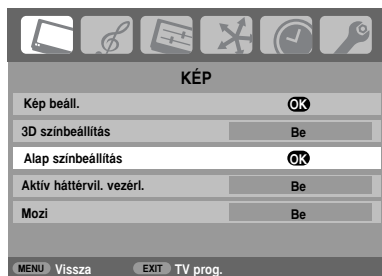 KÉP
Kép beáll. OK
3D színbeállítás Be
Alap színbeállítás OK
Aktív háttérvil. vezérl. Be
Mozi Be
MENU Vissza EXIT TV prog.